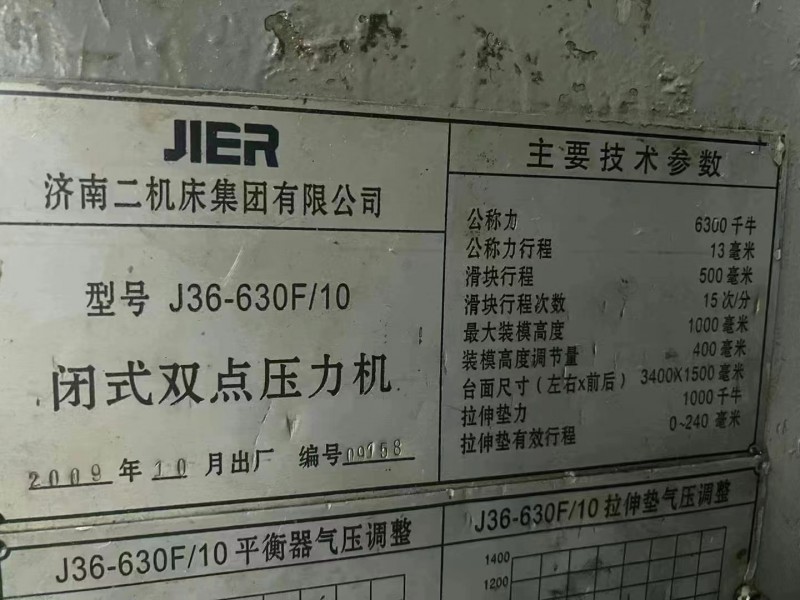 JIER
济南二机床集团有限公司
型号 J36-630F/10
闭式双点压力机
2009年10月出厂 编号09158
主要技术参数
公称力 6300千牛
公称力行程 13毫米
滑块行程 500毫米
滑块行程次数 15次/分
最大装模高度 1000毫米
装模高度调节量 400毫米
台面尺寸(左右x前后) 3400X1500毫米
拉伸垫力 1000千牛
拉伸垫有效行程 0~240毫米
J36-630F/10平衡器气压调整
J36-630F/10拉伸垫气压调整
1400
1200